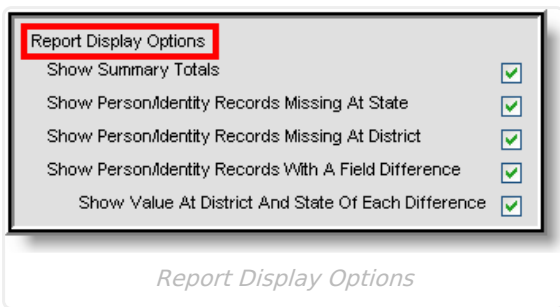 Report Display Options
Show Summary Totals
Show Person/Identity Records Missing At State
Show Person/Identity Records Missing At District
Show Person/Identity Records With A Field Difference
Show Value At District And State Of Each Difference
Report Display Options